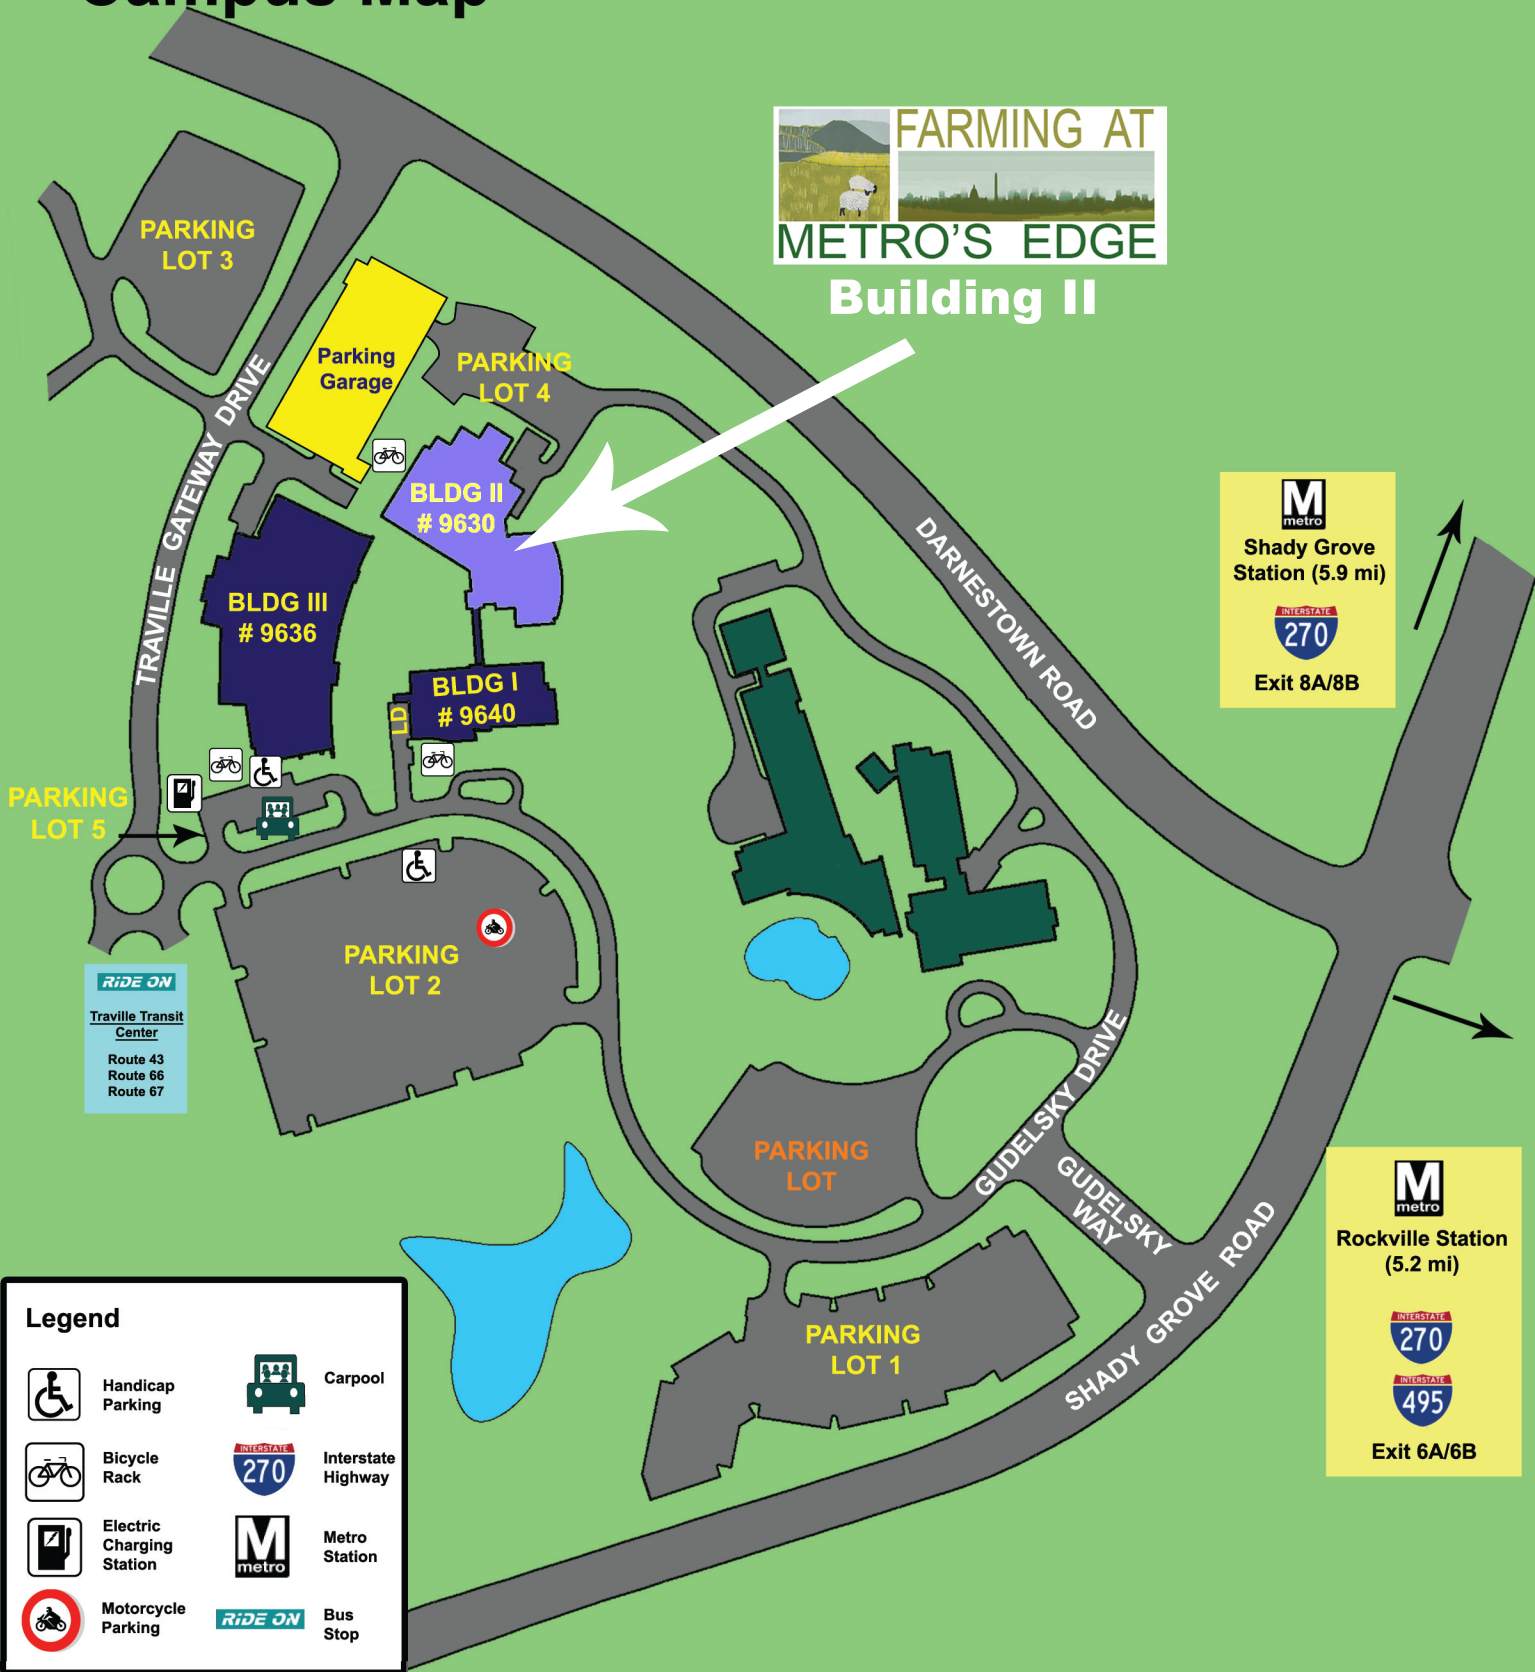 Campus Map
FARMING AT
METRO'S EDGE
Building II
PARKING
LOT 3
Parking
Garage
PARKING
LOT 4
TRAVILLE GATEWAY DRIVE
BLDG II
# 9630
BLDG III
# 9636
BLDG I
# 9640
LD
DARNESTOWN ROAD
M
metro
Shady Grove
Station (5.9 mi)
INTERSTATE
270
Exit 8A/8B
PARKING
LOT 5
PARKING
LOT 2
RiDE ON
Traville Transit
Center
Route 43
Route 66
Route 67
PARKING
LOT
GUDELSKY DRIVE
GUDELSKY
WAY
SHADY GROVE ROAD
PARKING
LOT 1
M
metro
Rockville Station
(5.2 mi)
INTERSTATE
270
INTERSTATE
495
Exit 6A/6B
Legend
Handicap
Parking
Carpool
Bicycle
Rack
INTERSTATE
270
Interstate
Highway
Electric
Charging
Station
M
metro
Metro
Station
Motorcycle
Parking
RiDE ON
Bus
Stop